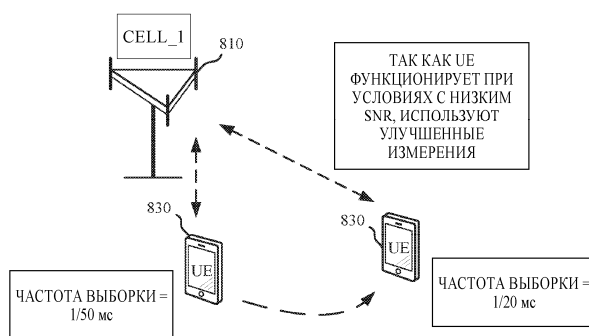 CELL_1
810
ТАК КАК UE
ФУНКЦИОНИРУЕТ ПРИ
УСЛОВИЯХ С НИЗКИМ
SNR, ИСПОЛЬЗУЮТ
УЛУЧШЕННЫЕ
ИЗМЕРЕНИЯ
830
UE
830
UE
ЧАСТОТА ВЫБОРКИ =
1/50 мс
ЧАСТОТА ВЫБОРКИ =
1/20 мс